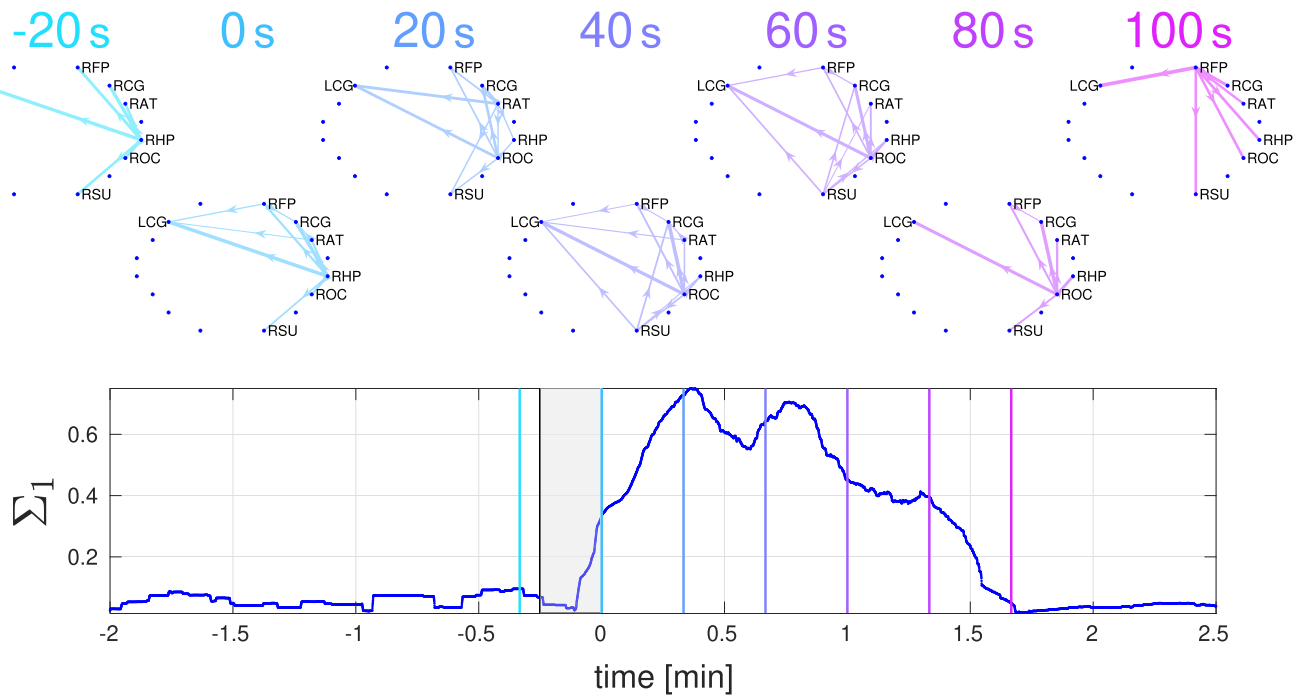 -20 s 0 s 20 s 40 s 60 s 80 s 100 s
RFP
RCG
RAT
RHP
ROC
RSU
LCG
RFP
RCG
RAT
RHP
ROC
RSU
LCG
RFP
RCG
RAT
RHP
ROC
RSU
LCG
RFP
RCG
RAT
RHP
ROC
RSU
LCG
RFP
RCG
RAT
RHP
ROC
RSU
LCG
RFP
RCG
RAT
RHP
ROC
RSU
LCG
RFP
RCG
RAT
RHP
ROC
RSU
0.6
0.4
0.2
Σ1
-2 -1.5 -1 -0.5 0 0.5 1 1.5 2 2.5
time [min]